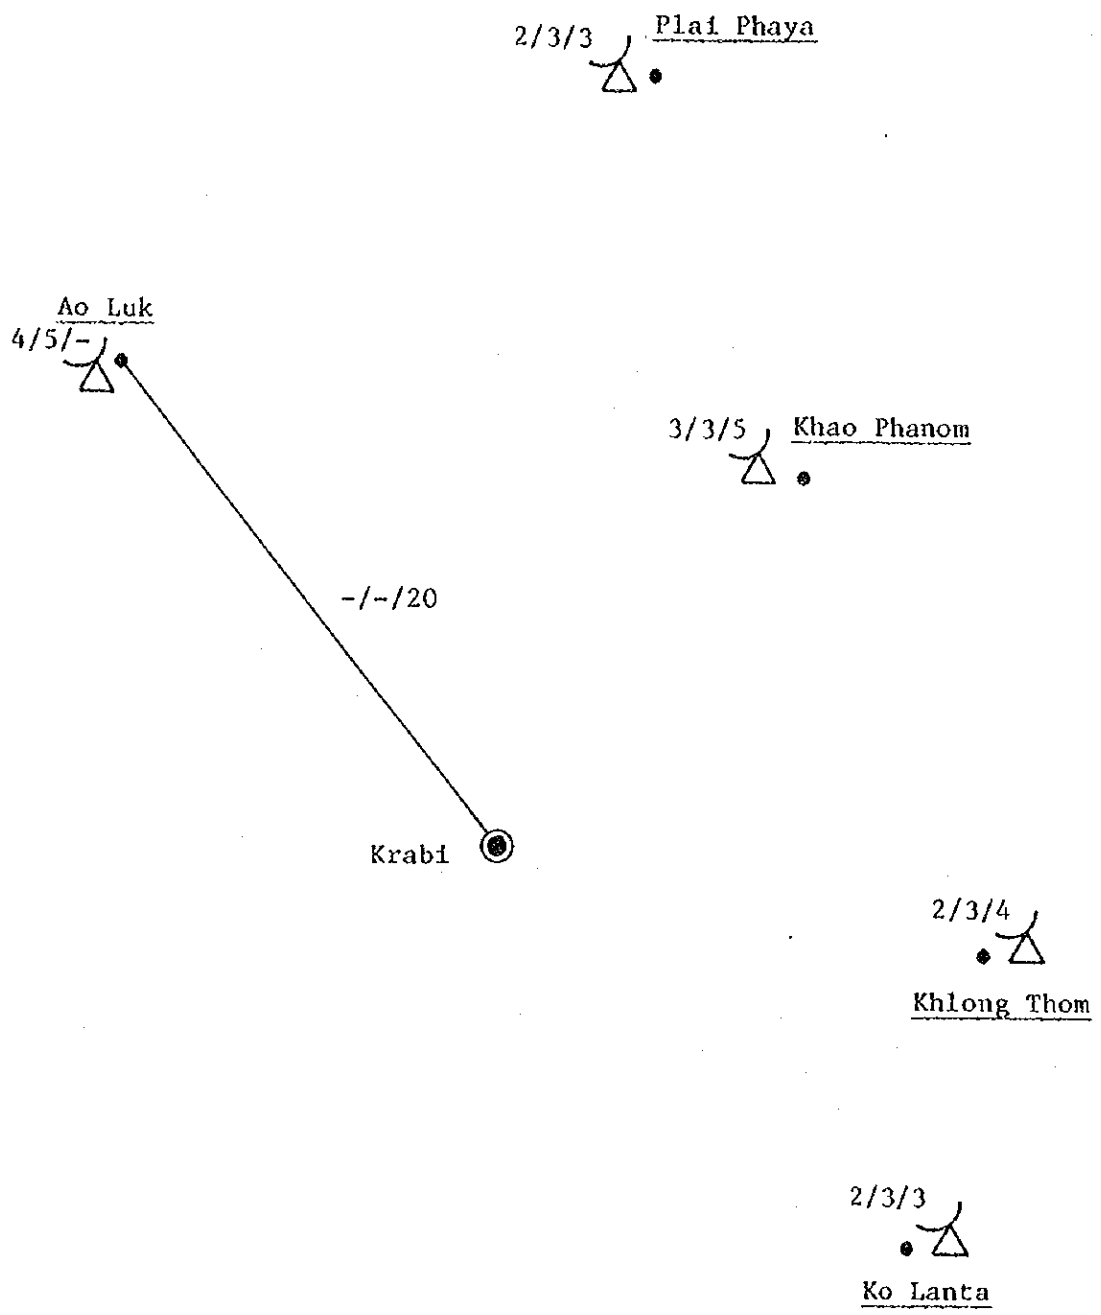 2/3/3 Plai Phaya
Ao Luk
4/5/-
3/3/5 Khao Phanom
-/-/20
Krabi
2/3/4
Khlong Thom
2/3/3
Ko Lanta